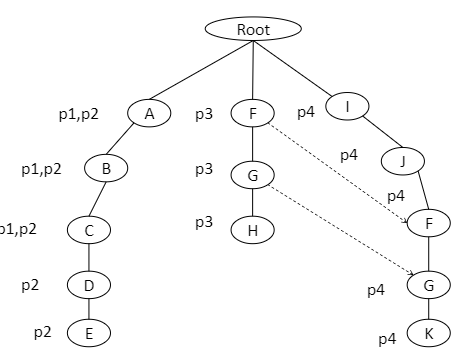 Root
p1,p2 A p3 F p4 I
p4 J
p1,p2 B p3 G
p4 F
p1,p2 C p3 H
p2 D p4 G
p2 E p4 K